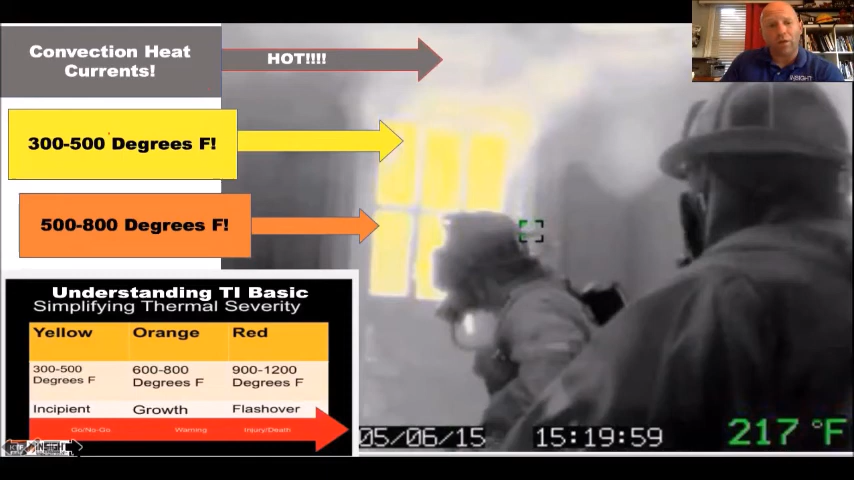 Convection Heat
Currents!
HOT!!!!
300-500 Degrees F!
500-800 Degrees F!
Understanding TI Basic
Simplifying Thermal Severity
Yellow Orange Red
300-500 Degrees F 600-800 Degrees F 900-1200 Degrees F
Incipient Growth Flashover
Go/No-Go Warning Injury/Death
INSIGHT
05/06/15 15:19:59 217 °F
INSIGHT